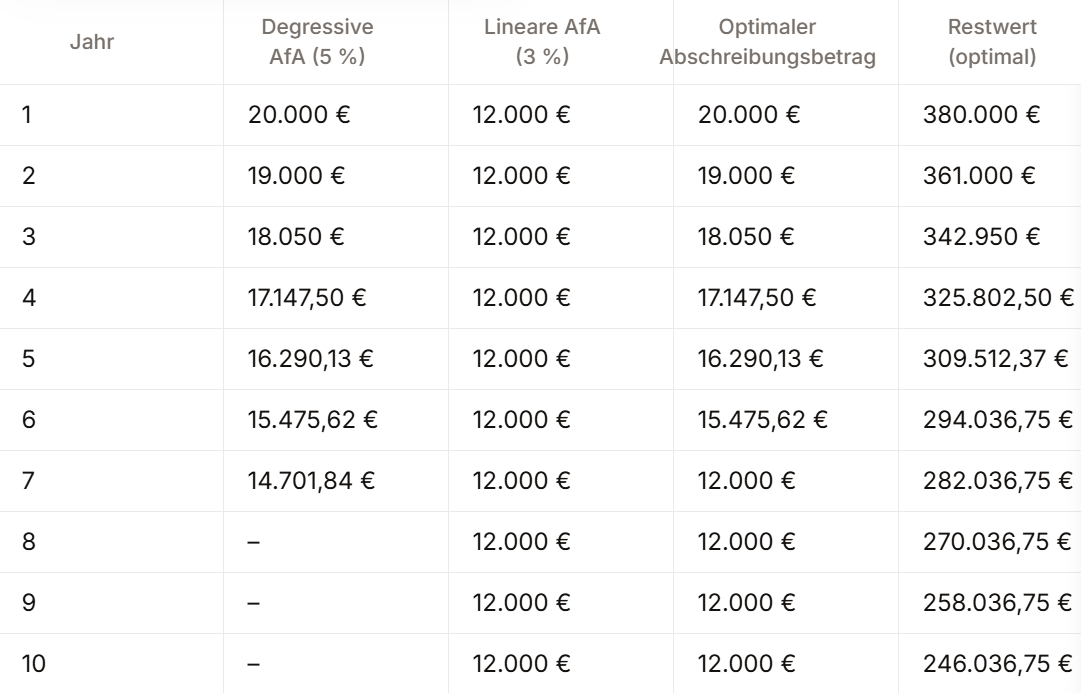 Jahr | Degressive AfA (5 %) | Lineare AfA (3 %) | Optimaler Abschreibungsbetrag | Restwert (optimal)
1 | 20.000 € | 12.000 € | 20.000 € | 380.000 €
2 | 19.000 € | 12.000 € | 19.000 € | 361.000 €
3 | 18.050 € | 12.000 € | 18.050 € | 342.950 €
4 | 17.147,50 € | 12.000 € | 17.147,50 € | 325.802,50 €
5 | 16.290,13 € | 12.000 € | 16.290,13 € | 309.512,37 €
6 | 15.475,62 € | 12.000 € | 15.475,62 € | 294.036,75 €
7 | 14.701,84 € | 12.000 € | 12.000 € | 282.036,75 €
8 | – | 12.000 € | 12.000 € | 270.036,75 €
9 | – | 12.000 € | 12.000 € | 258.036,75 €
10 | – | 12.000 € | 12.000 € | 246.036,75 €